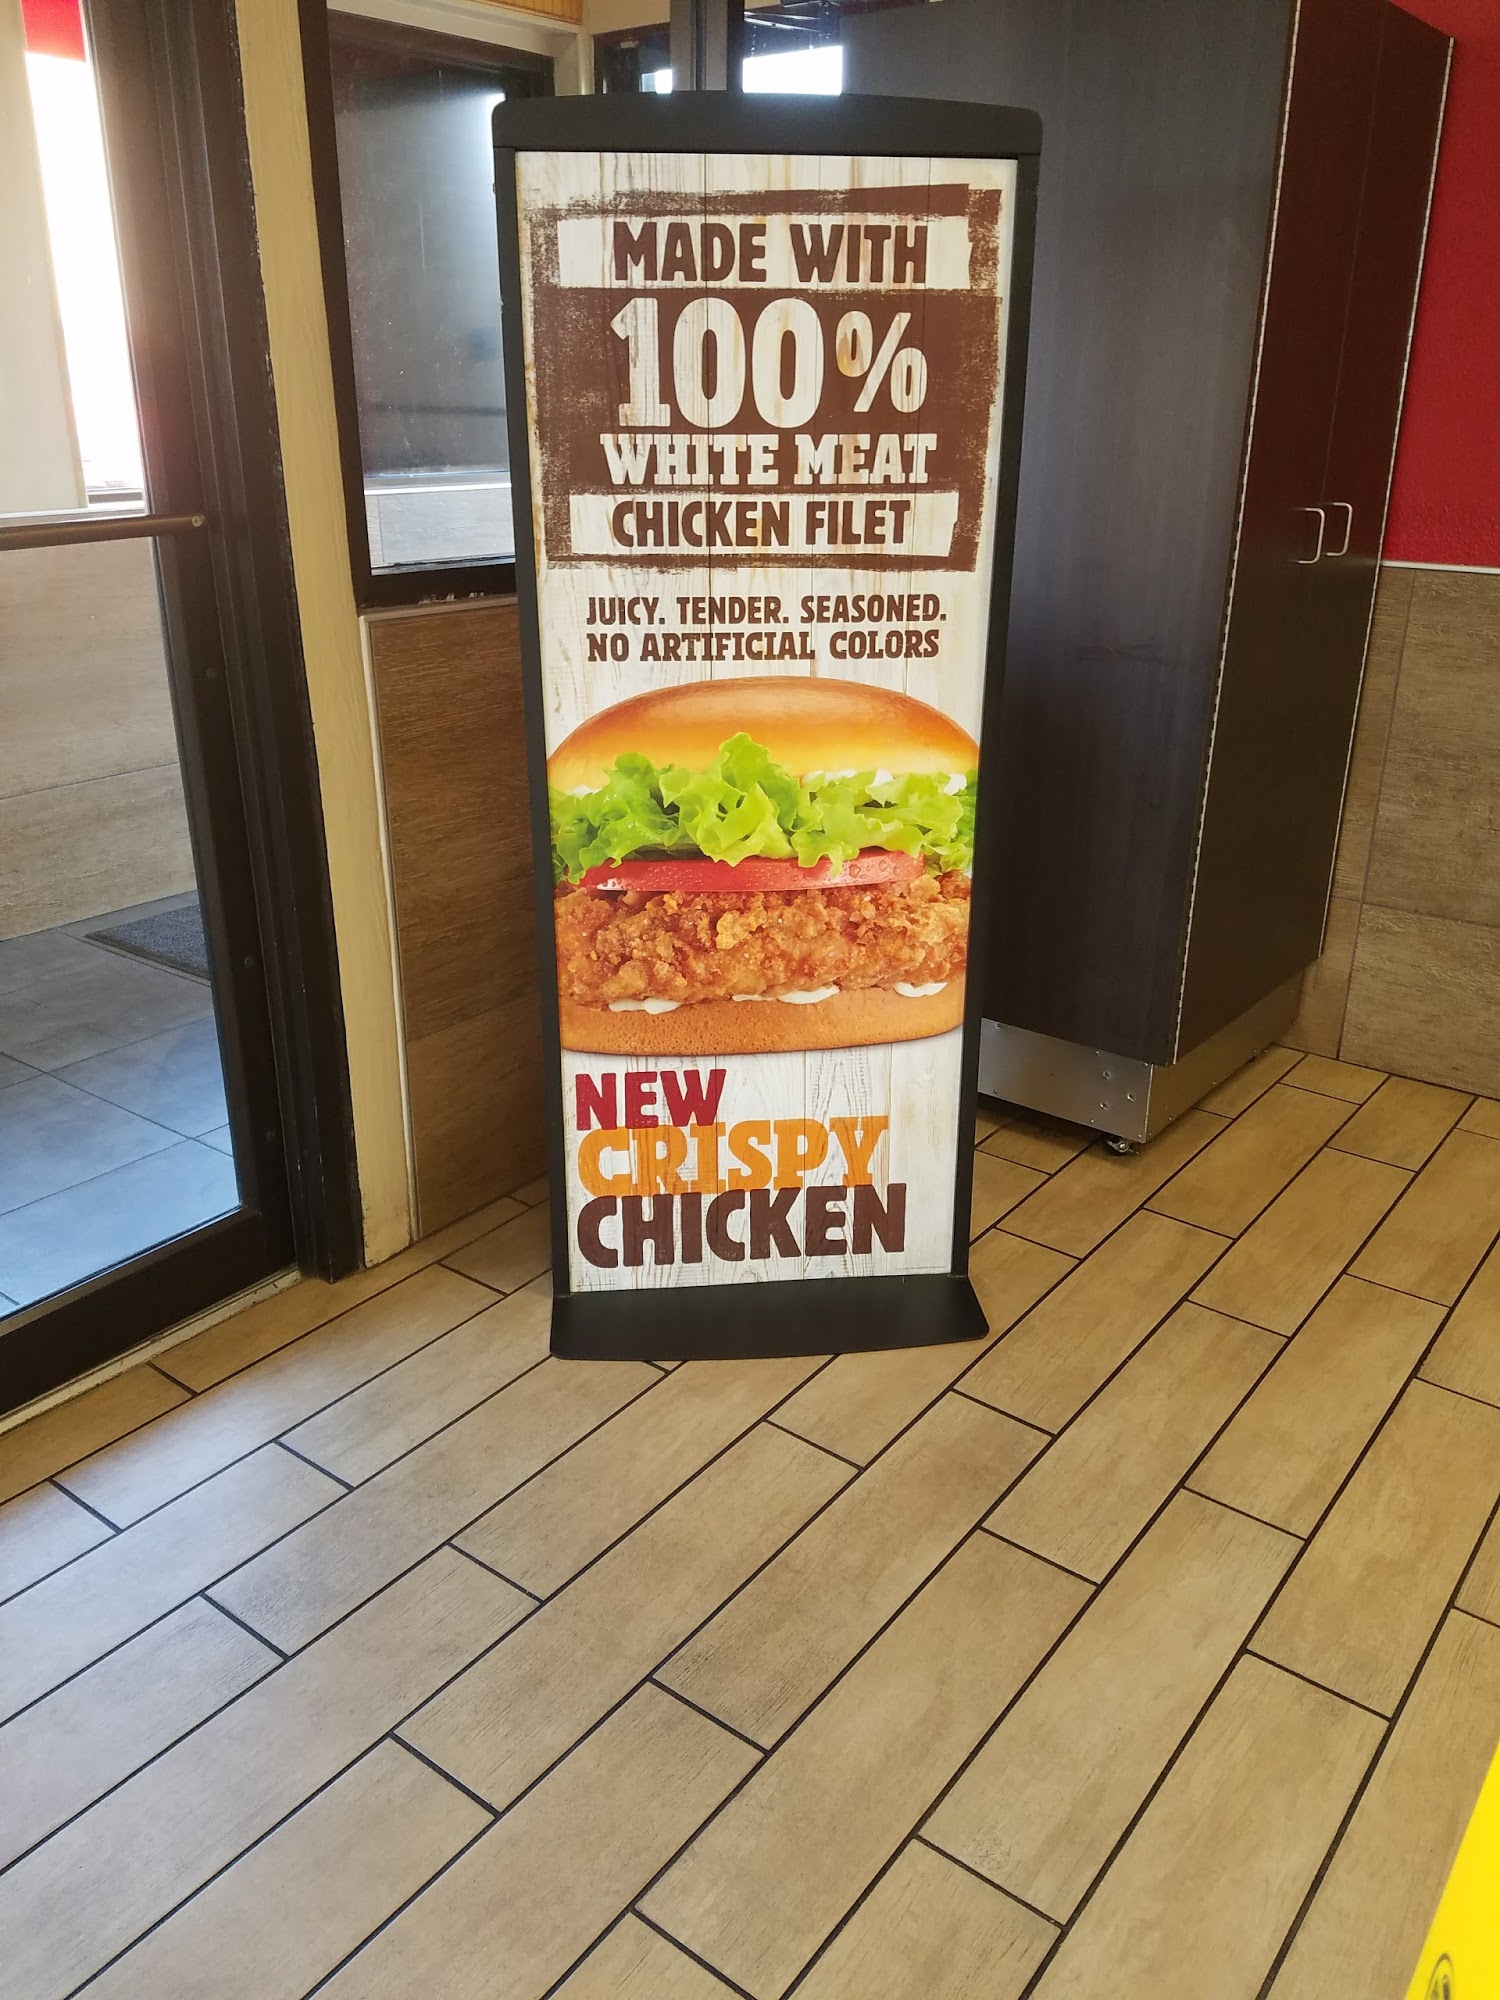 MADE WITH
100%
WHITE MEAT
CHICKEN FILET
JUICY. TENDER. SEASONED.
NO ARTIFICIAL COLORS
NEW
CRISPY
CHICKEN